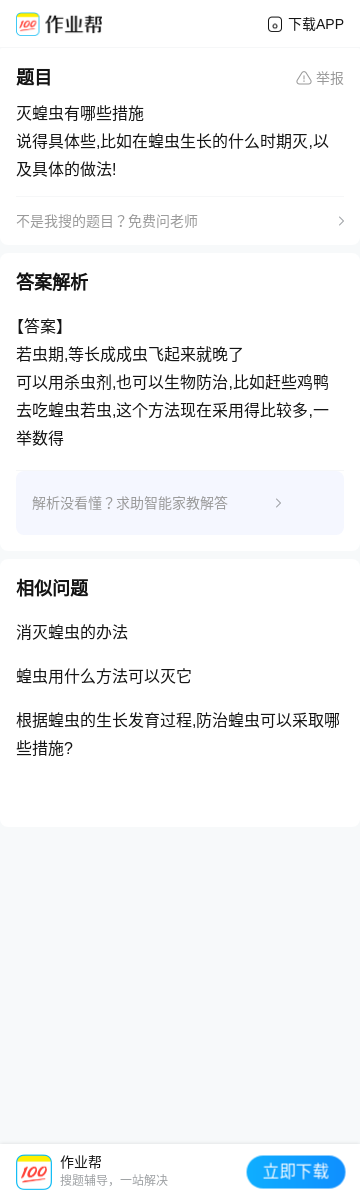 作业帮
下载APP
题目
举报
灭蝗虫有哪些措施
说得具体些,比如在蝗虫生长的什么时期灭,以
及具体的做法!
不是我搜的题目？免费问老师
答案解析
【答案】
若虫期,等长成成虫飞起来就晚了
可以用杀虫剂,也可以生物防治,比如赶些鸡鸭
去吃蝗虫若虫,这个方法现在采用得比较多,一
举数得
解析没看懂？求助智能家教解答
相似问题
消灭蝗虫的办法
蝗虫用什么方法可以灭它
根据蝗虫的生长发育过程,防治蝗虫可以采取哪
些措施?
作业帮
搜题辅导，一站解决
立即下载